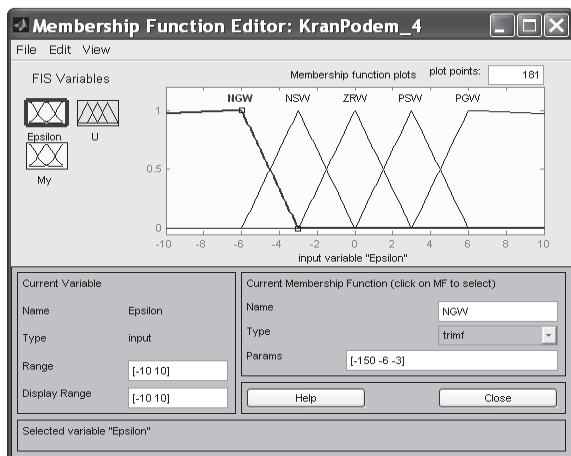 Membership Function Editor: KranPodem_4
File Edit View
FIS Variables
Epsilon
U
My
Membership function plots
plot points:
181
NGW NSW ZRW PSW PGW
1
0.5
0
-10 -8 -6 -4 -2 0 2 4 6 8 10
input variable "Epsilon"
Current Variable
Name Epsilon
Type input
Range [-10 10]
Display Range [-10 10]
Current Membership Function (click on MF to select)
Name NGW
Type trimf
Params [-150 -6 -3]
Help Close
Selected variable "Epsilon"